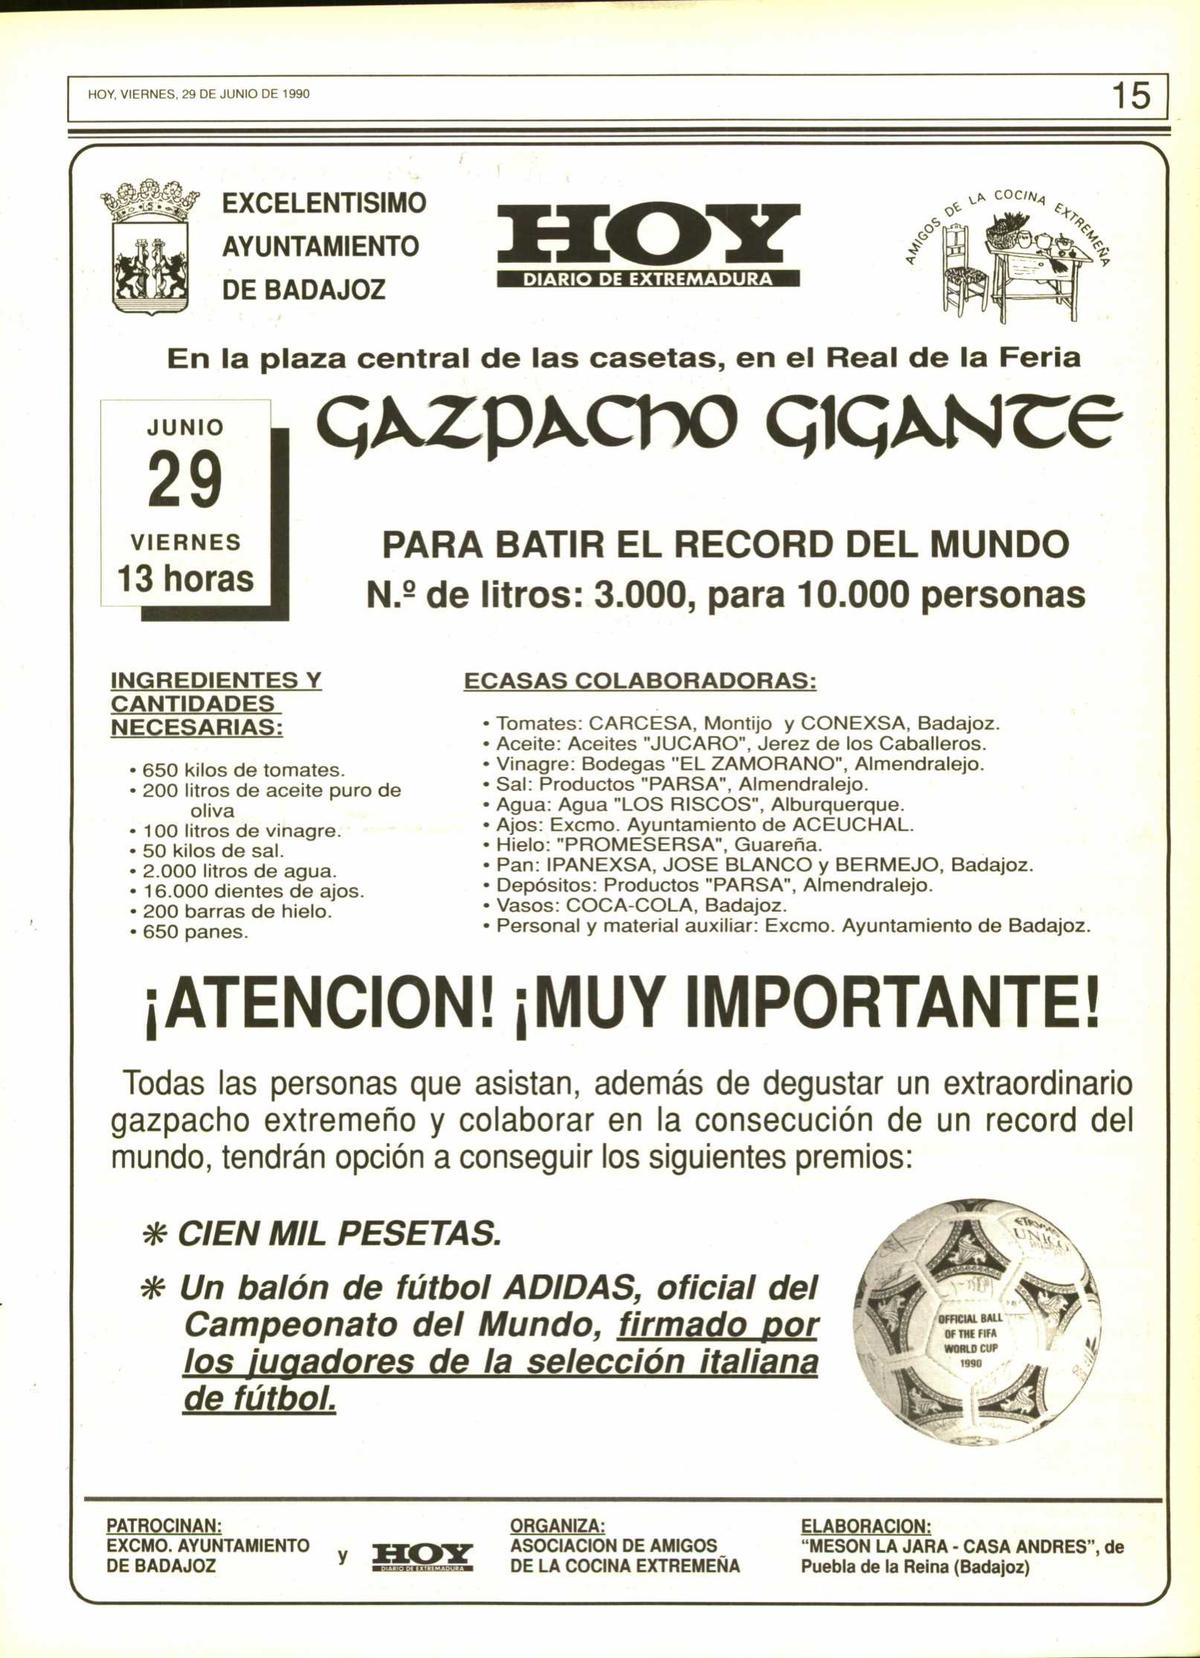 HOY, VIERNES, 29 DE JUNIO DE 1990
15
EXCELENTISIMO
AYUNTAMIENTO
DE BADAJOZ
HOY
DIARIO DE EXTREMADURA
AMIGOS DE LA COCINA EXTREMEÑA
En la plaza central de las casetas, en el Real de la Feria
JUNIO
29
VIERNES
13 horas
GAZPACHO GIGANTE
PARA BATIR EL RECORD DEL MUNDO
N.º de litros: 3.000, para 10.000 personas
INGREDIENTES Y
CANTIDADES
NECESARIAS:
• 650 kilos de tomates.
• 200 litros de aceite puro de
oliva
• 100 litros de vinagre.
• 50 kilos de sal.
• 2.000 litros de agua.
• 16.000 dientes de ajos.
• 200 barras de hielo.
• 650 panes.
ECASAS COLABORADORAS:
• Tomates: CARCESA, Montijo y CONEXSA, Badajoz.
• Aceite: Aceites "JUCARO", Jerez de los Caballeros.
• Vinagre: Bodegas "EL ZAMORANO", Almendralejo.
• Sal: Productos "PARSA", Almendralejo.
• Agua: Agua "LOS RISCOS", Alburquerque.
• Ajos: Excmo. Ayuntamiento de ACEUCHAL.
• Hielo: "PROMESERSA", Guareña.
• Pan: IPANEXSA, JOSE BLANCO y BERMEJO, Badajoz.
• Depósitos: Productos "PARSA", Almendralejo.
• Vasos: COCA-COLA, Badajoz.
• Personal y material auxiliar: Excmo. Ayuntamiento de Badajoz.
¡ATENCION! ¡MUY IMPORTANTE!
Todas las personas que asistan, además de degustar un extraordinario
gazpacho extremeño y colaborar en la consecución de un record del
mundo, tendrán opción a conseguir los siguientes premios:
* CIEN MIL PESETAS.
* Un balón de fútbol ADIDAS, oficial del
Campeonato del Mundo, firmado por
los jugadores de la selección italiana
de fútbol.
ETRUSCO
UNICO
OFFICIAL BALL
OF THE FIFA
WORLD CUP
1990
PATROCINAN:
EXCMO. AYUNTAMIENTO
DE BADAJOZ
y
HOY
DIARIO DE EXTREMADURA
ORGANIZA:
ASOCIACION DE AMIGOS
DE LA COCINA EXTREMEÑA
ELABORACION:
“MESON LA JARA - CASA ANDRES”, de
Puebla de la Reina (Badajoz)